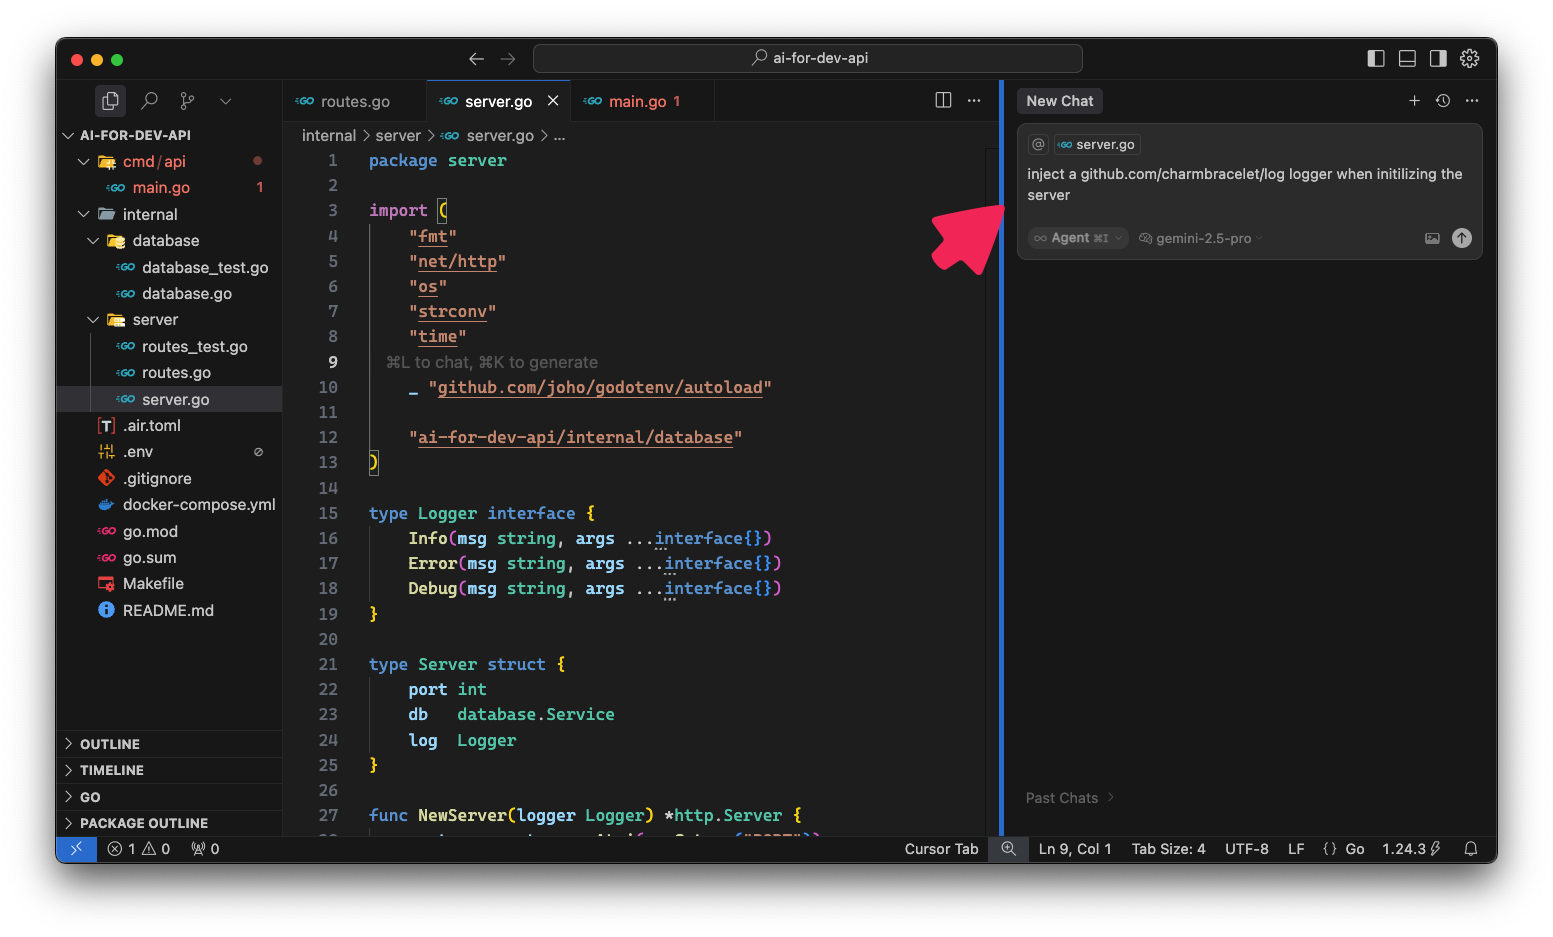 ai-for-dev-api
AI-FOR-DEV-API
cmd/api
main.go 1
internal
database
database_test.go
database.go
server
routes_test.go
routes.go
server.go
.air.toml
.env
.gitignore
docker-compose.yml
go.mod
go.sum
Makefile
README.md
OUTLINE
TIMELINE
GO
PACKAGE OUTLINE
routes.go
server.go
main.go 1
internal > server > server.go > ...
1 package server
2
3 import (
4 "fmt"
5 "net/http"
6 "os"
7 "strconv"
8 "time"
9 ⌘L to chat, ⌘K to generate
10 _ "github.com/joho/godotenv/autoload"
11
12 "ai-for-dev-api/internal/database"
13 )
14
15 type Logger interface {
16 Info(msg string, args ...interface{})
17 Error(msg string, args ...interface{})
18 Debug(msg string, args ...interface{})
19 }
20
21 type Server struct {
22 port int
23 db database.Service
24 log Logger
25 }
26
27 func NewServer(logger Logger) *http.Server {
New Chat
@ server.go
inject a github.com/charmbracelet/log logger when initilizing the
server
Agent ⌘I gemini-2.5-pro
Past Chats >
1 0 0
Cursor Tab
Ln 9, Col 1
Tab Size: 4
UTF-8
LF
{} Go
1.24.3